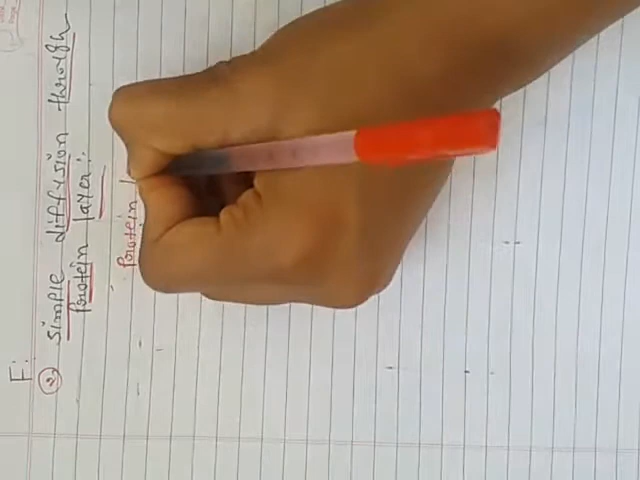 F:
② simple diffusion through
protein layer :
Protein